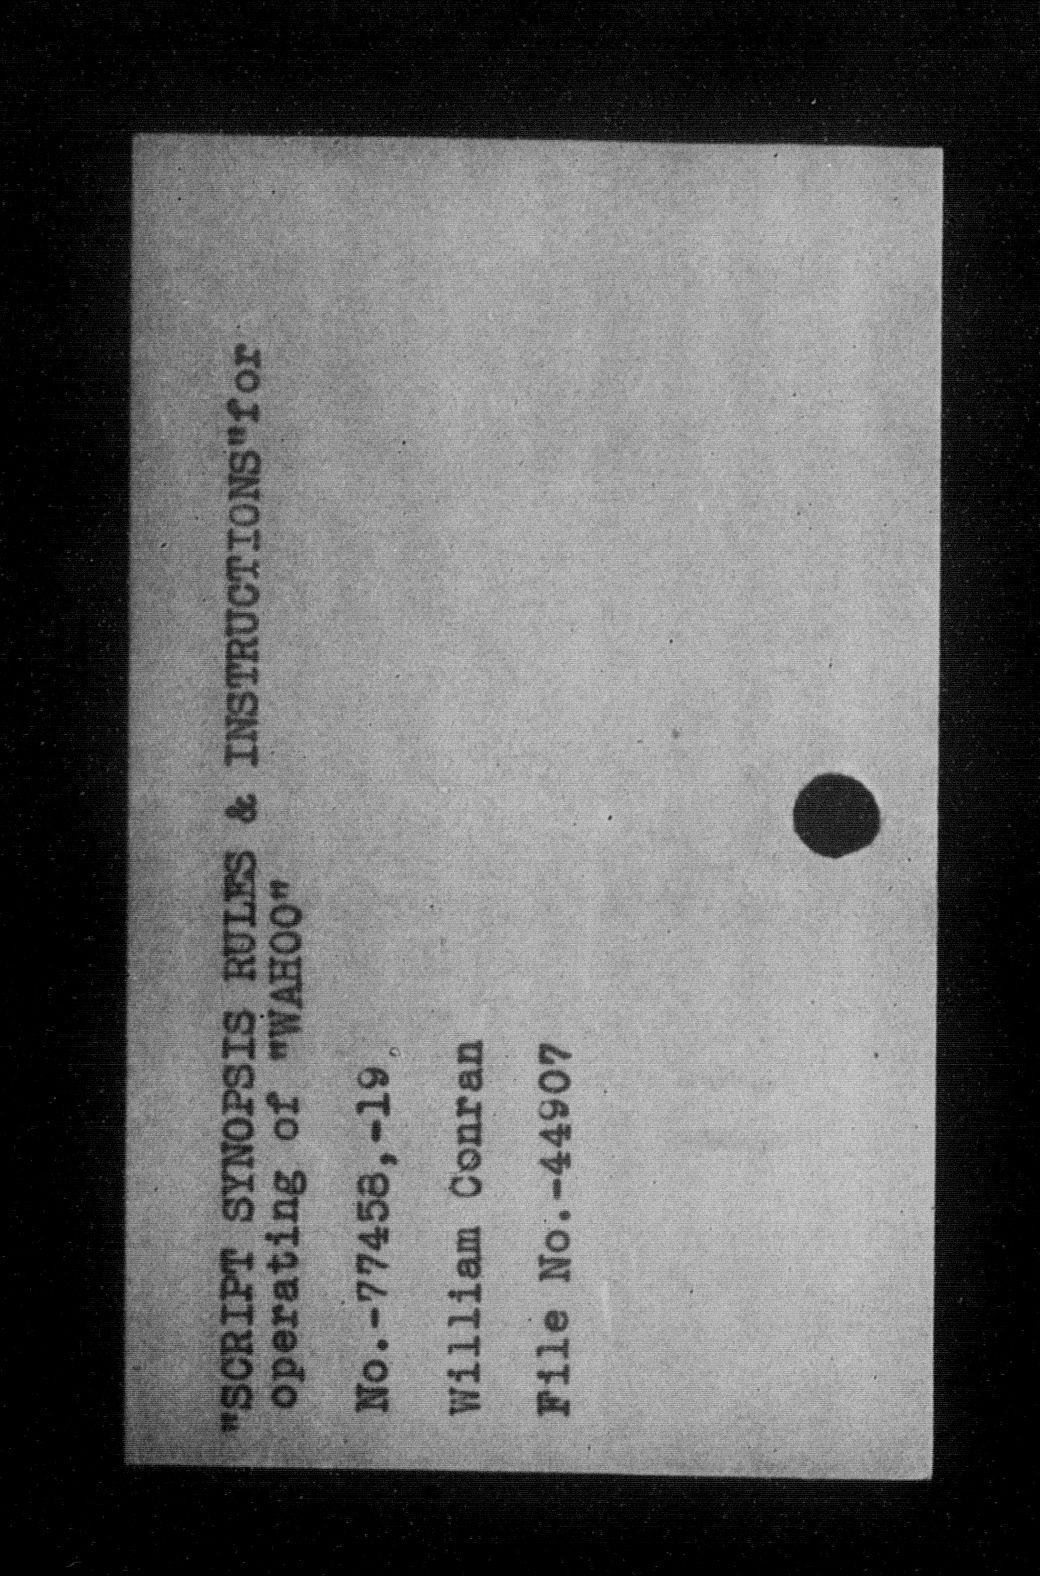 "SCRIPT SYNOPSIS RULES & INSTRUCTIONS"for
operating of "WAHOO"
No.-77458,-19
William Conran
File No.-44907